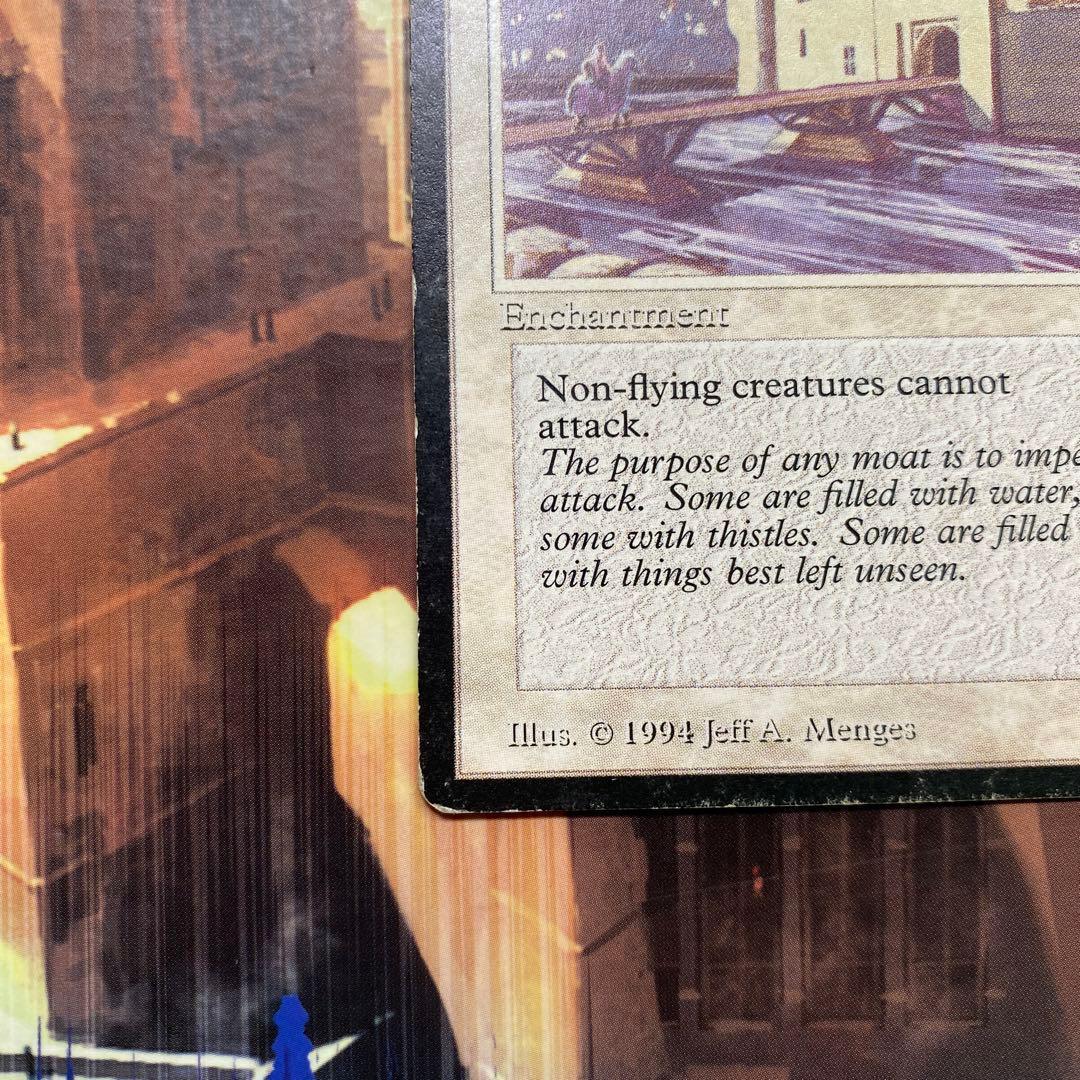 Enchantment
Non-flying creatures cannot
attack.
The purpose of any moat is to impe
attack. Some are filled with water,
some with thistles. Some are filled
with things best left unseen.
Illus. © 1994 Jeff A. Menges